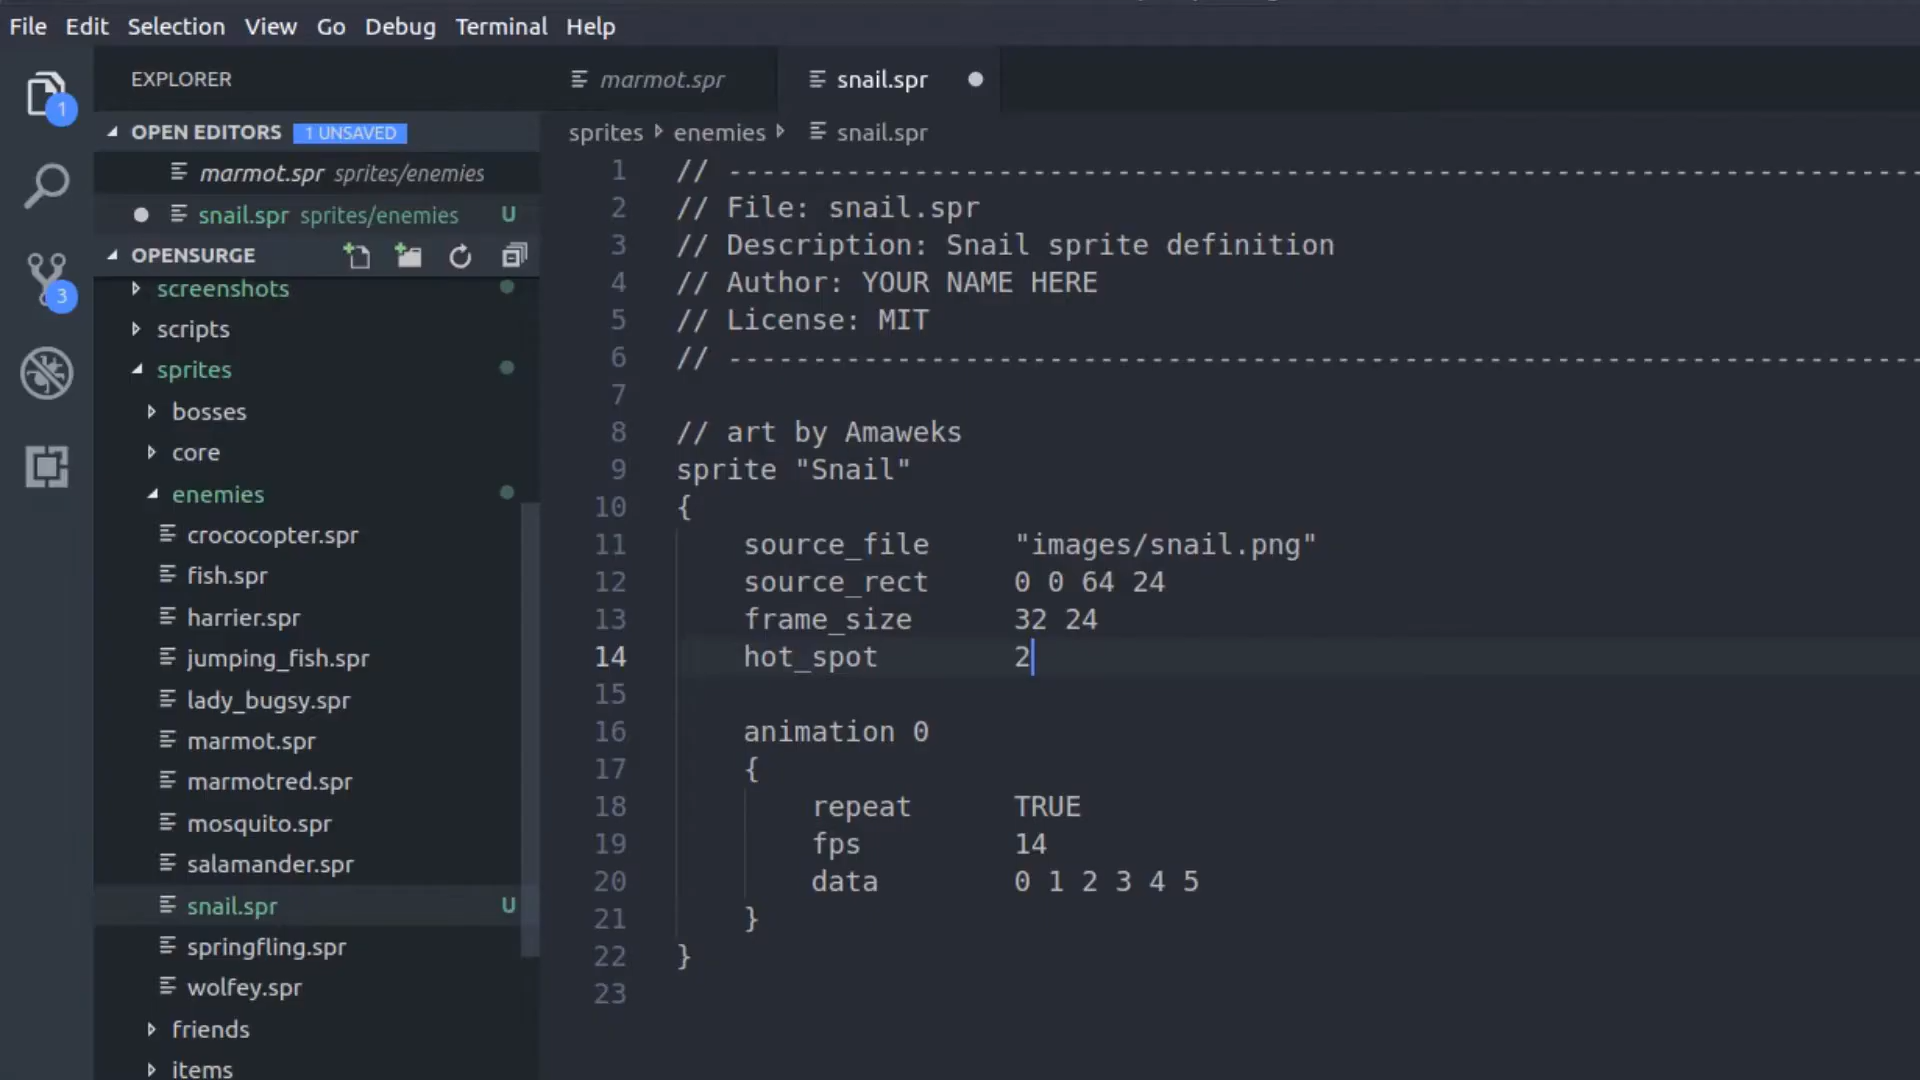 File Edit Selection View Go Debug Terminal Help
1
3
EXPLORER
OPEN EDITORS 1 UNSAVED
marmot.spr sprites/enemies
snail.spr sprites/enemies U
OPENSURGE
screenshots
scripts
sprites
bosses
core
enemies
crococopter.spr
fish.spr
harrier.spr
jumping_fish.spr
lady_bugsy.spr
marmot.spr
marmotred.spr
mosquito.spr
salamander.spr
snail.spr U
springfling.spr
wolfey.spr
friends
items
marmot.spr snail.spr
sprites enemies snail.spr
1 // ------------------------------------------------------------------------
2 // File: snail.spr
3 // Description: Snail sprite definition
4 // Author: YOUR NAME HERE
5 // License: MIT
6 // ------------------------------------------------------------------------
7
8 // art by Amaweks
9 sprite "Snail"
10 {
11 source_file "images/snail.png"
12 source_rect 0 0 64 24
13 frame_size 32 24
14 hot_spot 2
15
16 animation 0
17 {
18 repeat TRUE
19 fps 14
20 data 0 1 2 3 4 5
21 }
22 }
23